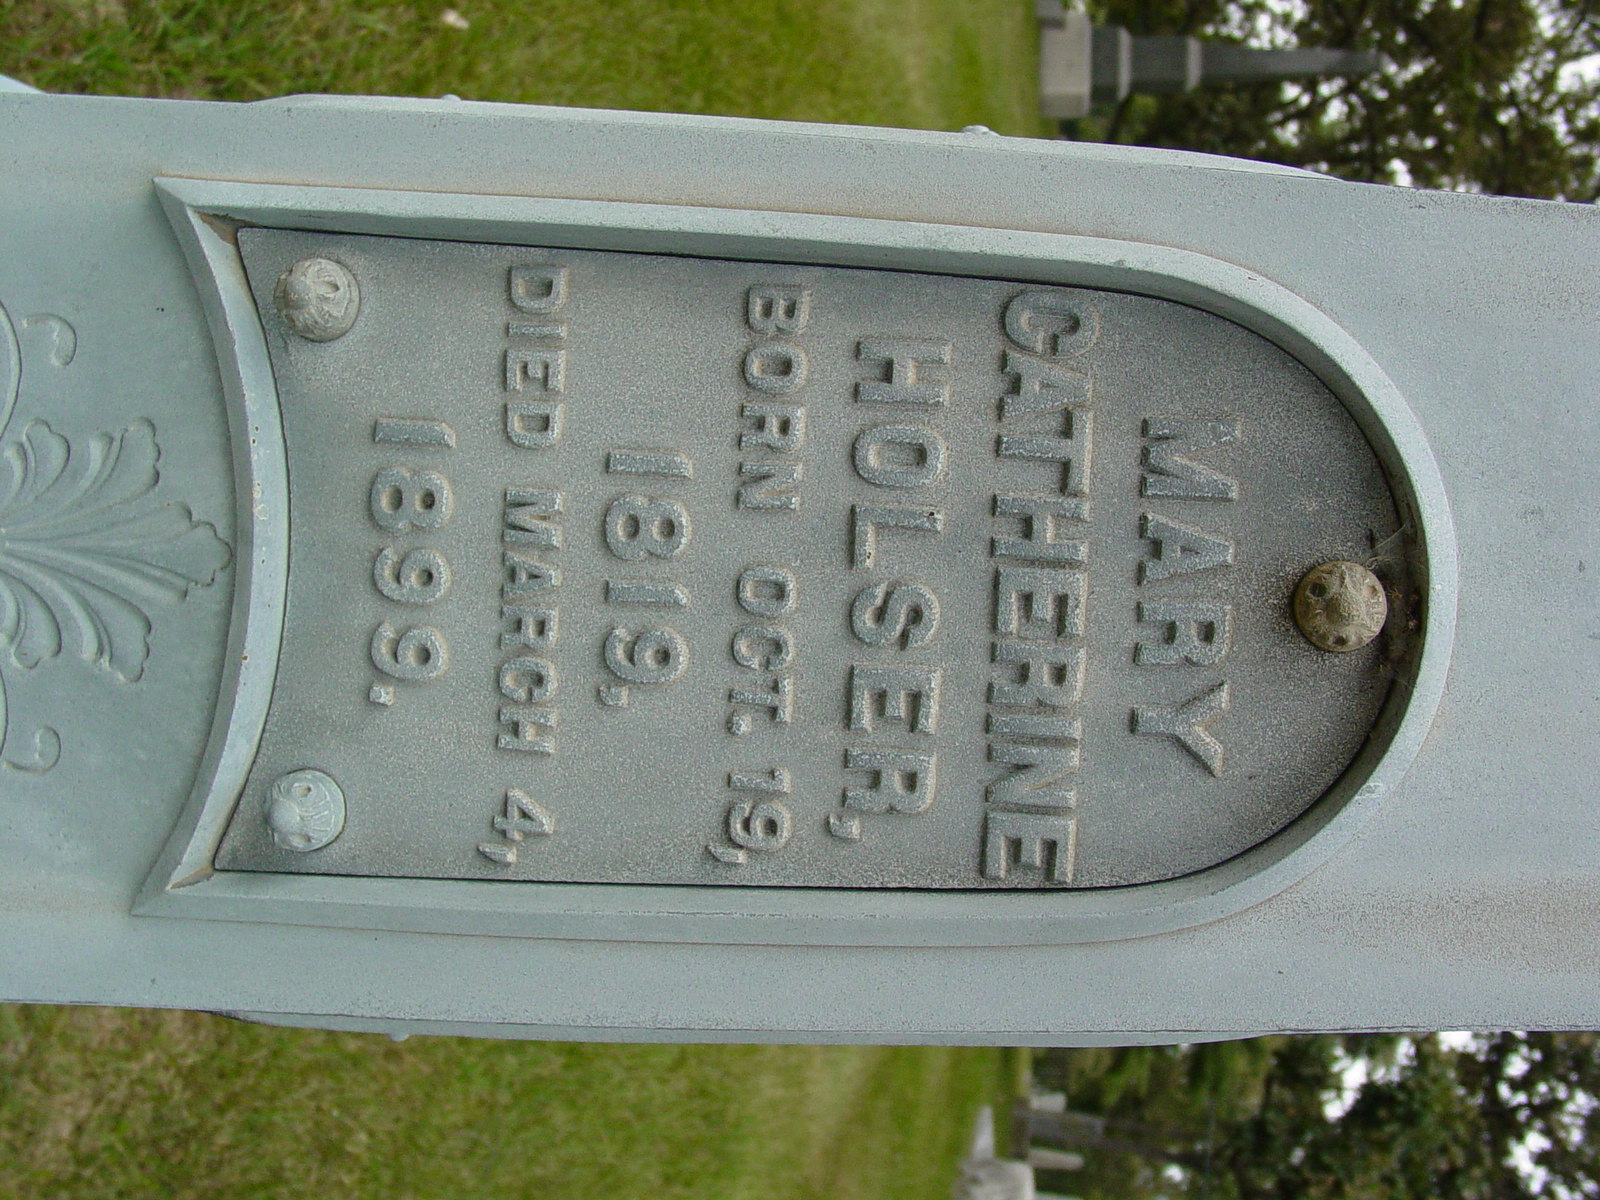 MARY
CATHERINE
HOLSER,
BORN OCT. 19,
1819,
DIED MARCH 4,
1899.